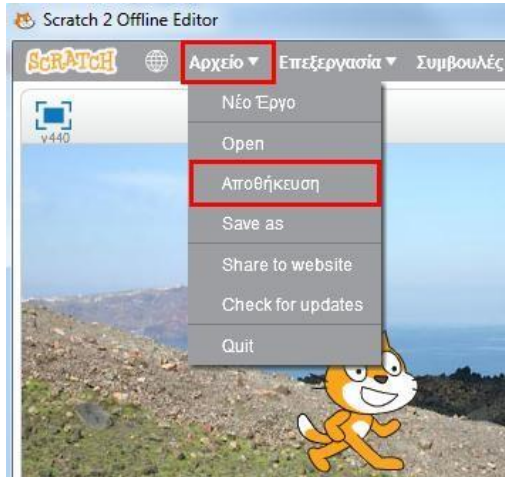 Scratch 2 Offline Editor
SCRATCH Αρχείο Επεξεργασία Συμβουλές
v440
Νέο Έργο
Open
Αποθήκευση
Save as
Share to website
Check for updates
Quit